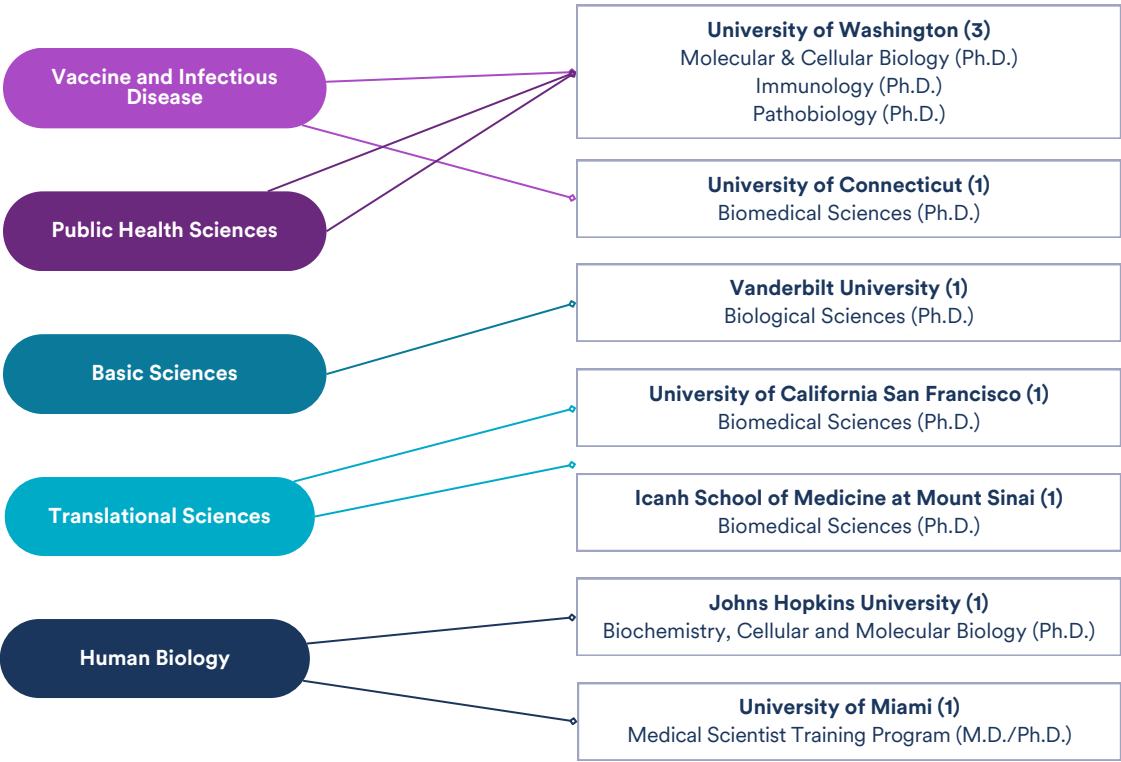 Vaccine and Infectious
Disease
Public Health Sciences
Basic Sciences
Translational Sciences
Human Biology
University of Washington (3)
Molecular & Cellular Biology (Ph.D.)
Immunology (Ph.D.)
Pathobiology (Ph.D.)
University of Connecticut (1)
Biomedical Sciences (Ph.D.)
Vanderbilt University (1)
Biological Sciences (Ph.D.)
University of California San Francisco (1)
Biomedical Sciences (Ph.D.)
Icanh School of Medicine at Mount Sinai (1)
Biomedical Sciences (Ph.D.)
Johns Hopkins University (1)
Biochemistry, Cellular and Molecular Biology (Ph.D.)
University of Miami (1)
Medical Scientist Training Program (M.D./Ph.D.)